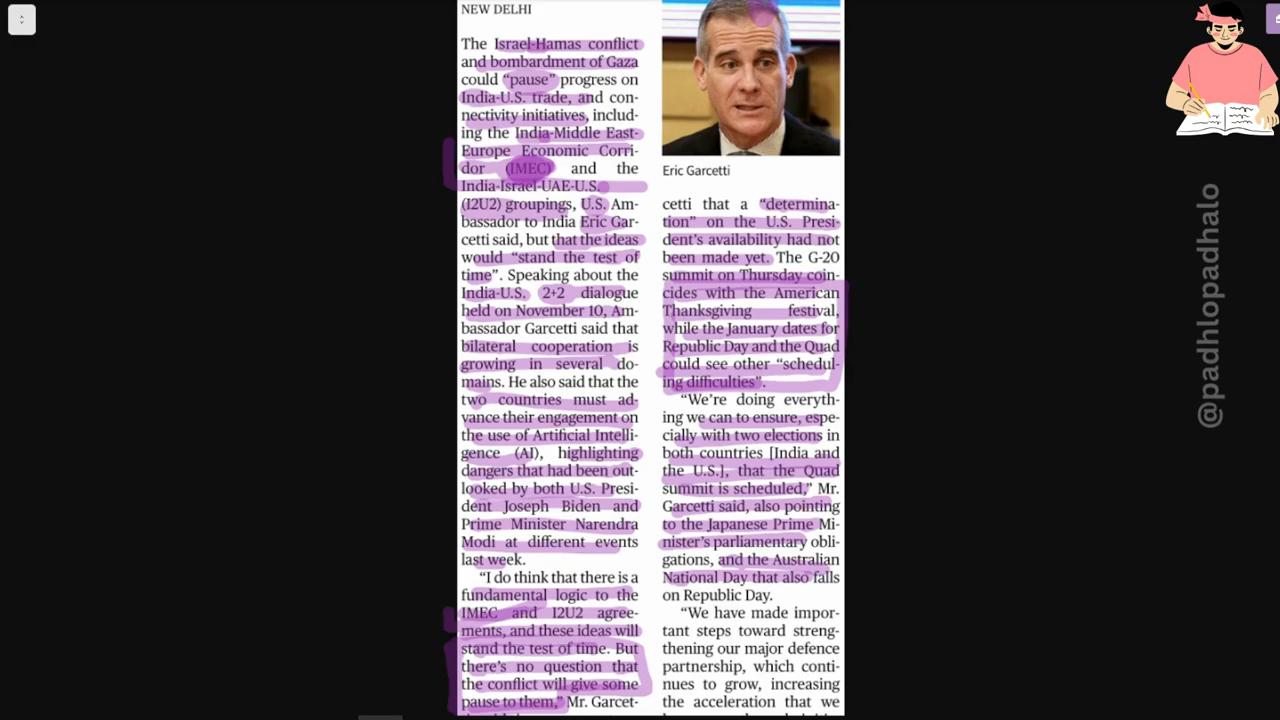 NEW DELHI
The Israel-Hamas conflict
and bombardment of Gaza
could “pause” progress on
India-U.S. trade, and con-
nectivity initiatives, includ-
ing the India-Middle East-
Europe Economic Corri-
dor (IMEC) and the
India-Israel-UAE-U.S.
(I2U2) groupings, U.S. Am-
bassador to India Eric Gar-
cetti said, but that the ideas
would “stand the test of
time”. Speaking about the
India-U.S. 2+2 dialogue
held on November 10, Am-
bassador Garcetti said that
bilateral cooperation is
growing in several do-
mains. He also said that the
two countries must ad-
vance their engagement on
the use of Artificial Intelli-
gence (AI), highlighting
dangers that had been out-
looked by both U.S. Presi-
dent Joseph Biden and
Prime Minister Narendra
Modi at different events
last week.
“I do think that there is a
fundamental logic to the
IMEC and I2U2 agree-
ments, and these ideas will
stand the test of time. But
there’s no question that
the conflict will give some
pause to them,” Mr. Garcet-
Eric Garcetti
cetti that a “determina-
tion” on the U.S. Presi-
dent’s availability had not
been made yet. The G-20
summit on Thursday coin-
cides with the American
Thanksgiving festival,
while the January dates for
Republic Day and the Quad
could see other “schedul-
ing difficulties”.
“We’re doing everyth-
ing we can to ensure, espe-
cially with two elections in
both countries [India and
the U.S.], that the Quad
summit is scheduled,” Mr.
Garcetti said, also pointing
to the Japanese Prime Mi-
nister’s parliamentary obli-
gations, and the Australian
National Day that also falls
on Republic Day.
“We have made impor-
tant steps toward streng-
thening our major defence
partnership, which conti-
nues to grow, increasing
the acceleration that we
@padhlopadhalo